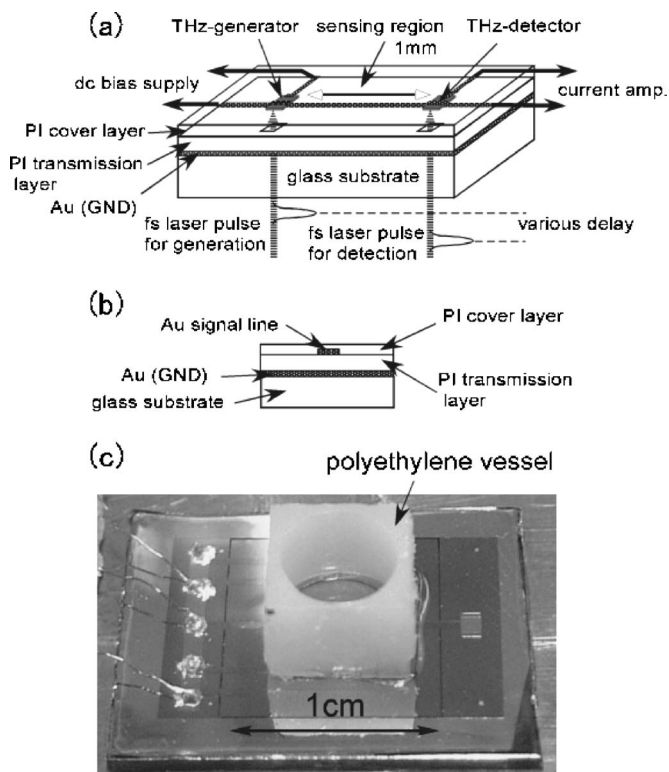 (a)
THz-generator
sensing region
1mm
THz-detector
dc bias supply
current amp.
PI cover layer
PI transmission
layer
Au (GND)
glass substrate
fs laser pulse
for generation
fs laser pulse
for detection
various delay
(b)
Au signal line
PI cover layer
Au (GND)
glass substrate
PI transmission
layer
(c)
polyethylene vessel
1cm